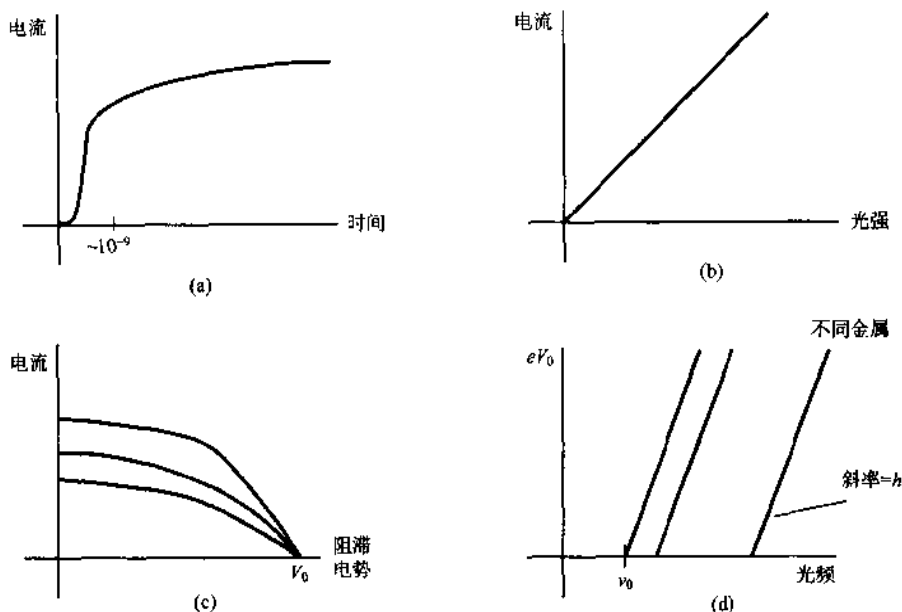 电流
时间
~10⁻⁹
(a)
电流
光强
(b)
电流
阻滞
电势
V₀
(c)
不同金属
eV₀
斜率=h
ν₀
光频
(d)